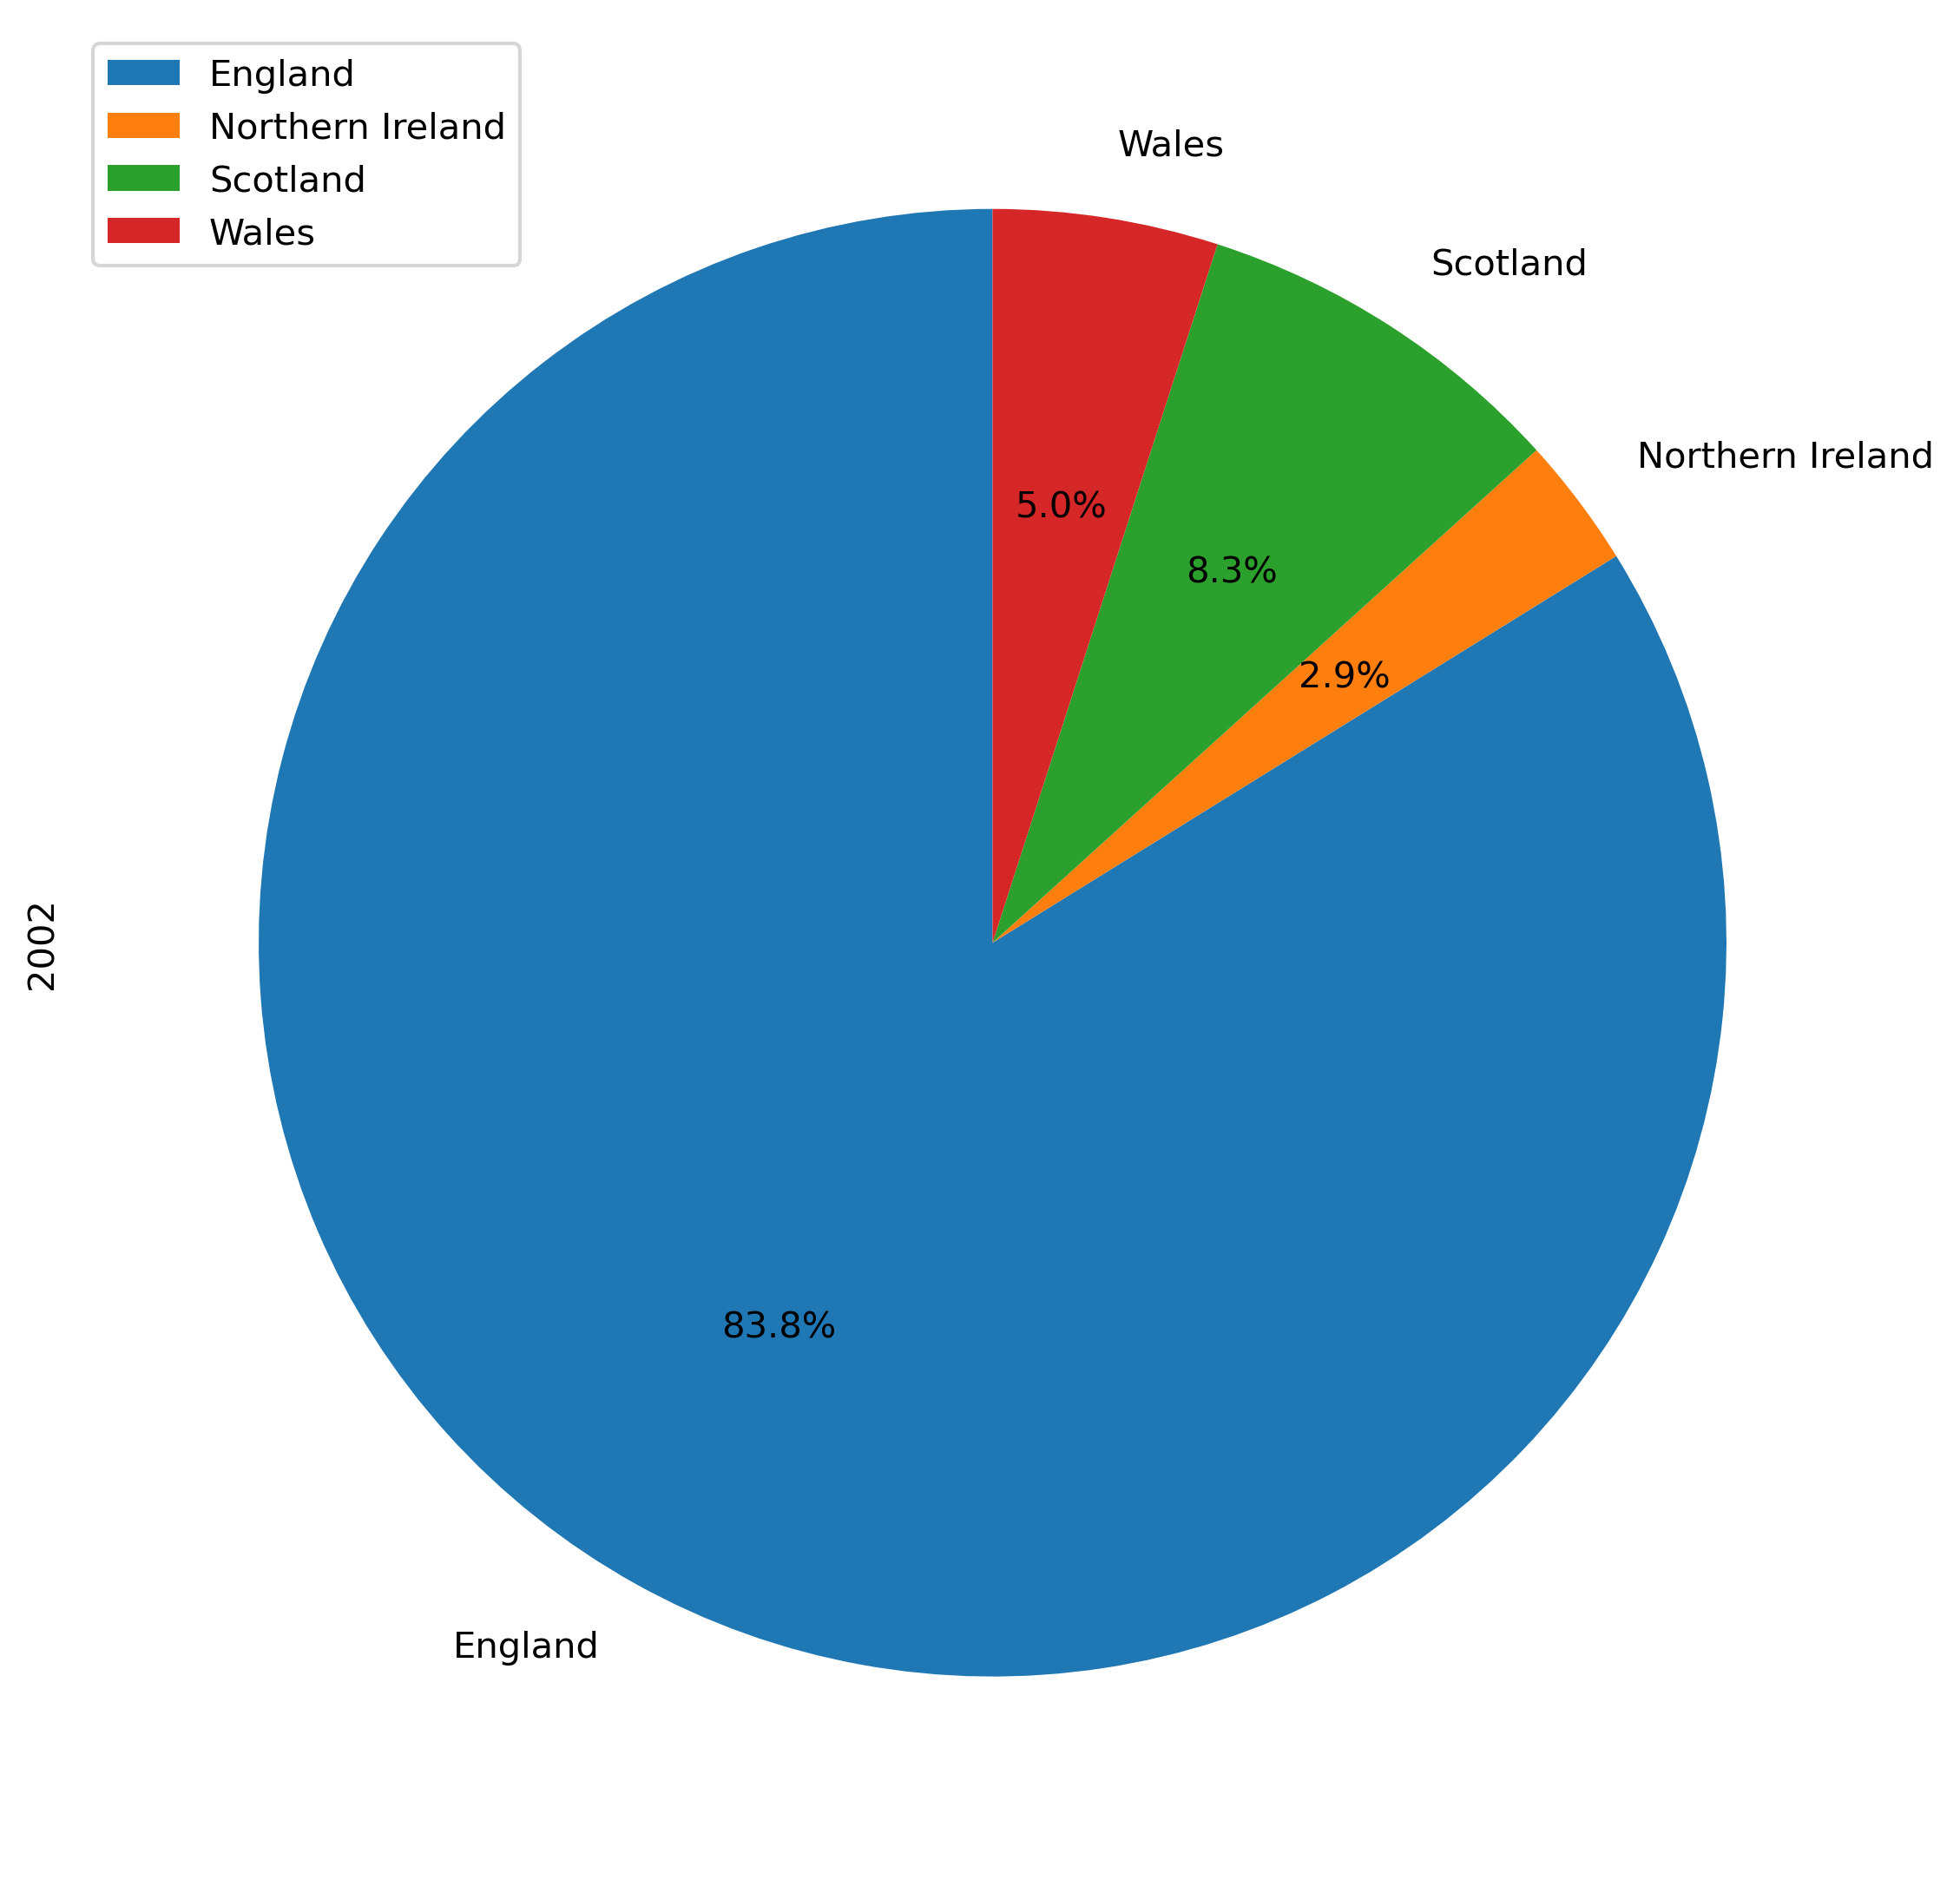 England
Northern Ireland
Scotland
Wales
Wales
Scotland
Northern Ireland
5.0%
8.3%
2.9%
2002
83.8%
England